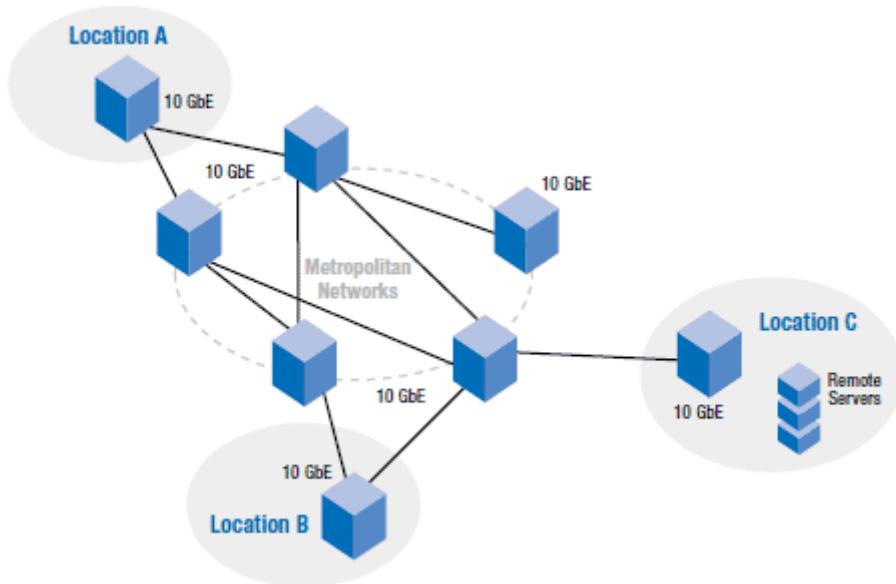 Location A
10 GbE
10 GbE
10 GbE
Metropolitan
Networks
Location C
Remote
Servers
10 GbE
10 GbE
10 GbE
Location B